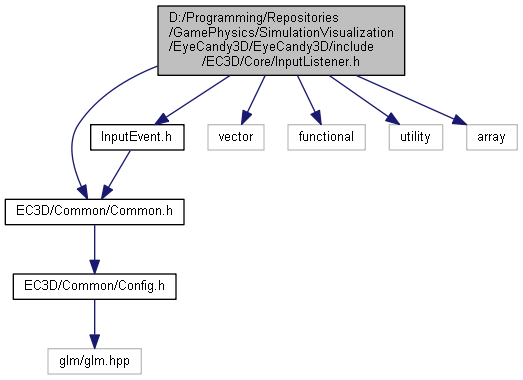 D:/Programming/Repositories
/GamePhysics/SimulationVisualization
/EyeCandy3D/EyeCandy3D/include
/EC3D/Core/InputListener.h
InputEvent.h
vector
functional
utility
array
EC3D/Common/Common.h
EC3D/Common/Config.h
glm/glm.hpp